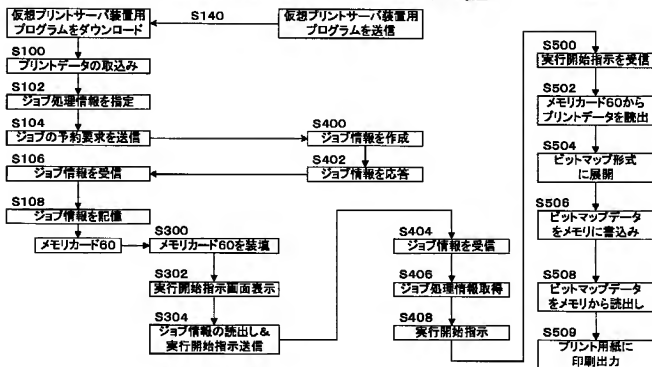 仮想プリントサーバ装置用
プログラムをダウンロード
S140
仮想プリントサーバ装置用
プログラムを送信
S100
プリントデータの取込み
S102
ジョブ処理情報を指定
S104
ジョブの予約要求を送信
S400
ジョブ情報を作成
S402
ジョブ情報を応答
S106
ジョブ情報を受信
S108
ジョブ情報を記憶
メモリカード60
S300
メモリカード60を装填
S302
実行開始指示画面表示
S304
ジョブ情報の読出し&
実行開始指示送信
S404
ジョブ情報を受信
S406
ジョブ処理情報取得
S408
実行開始指示
S500
実行開始指示を受信
S502
メモリカード60から
プリントデータを読出
S504
ビットマップ形式
に展開
S506
ビットマップデータ
をメモリに書込み
S508
ビットマップデータ
をメモリから読出し
S509
プリント用紙に
印刷出力